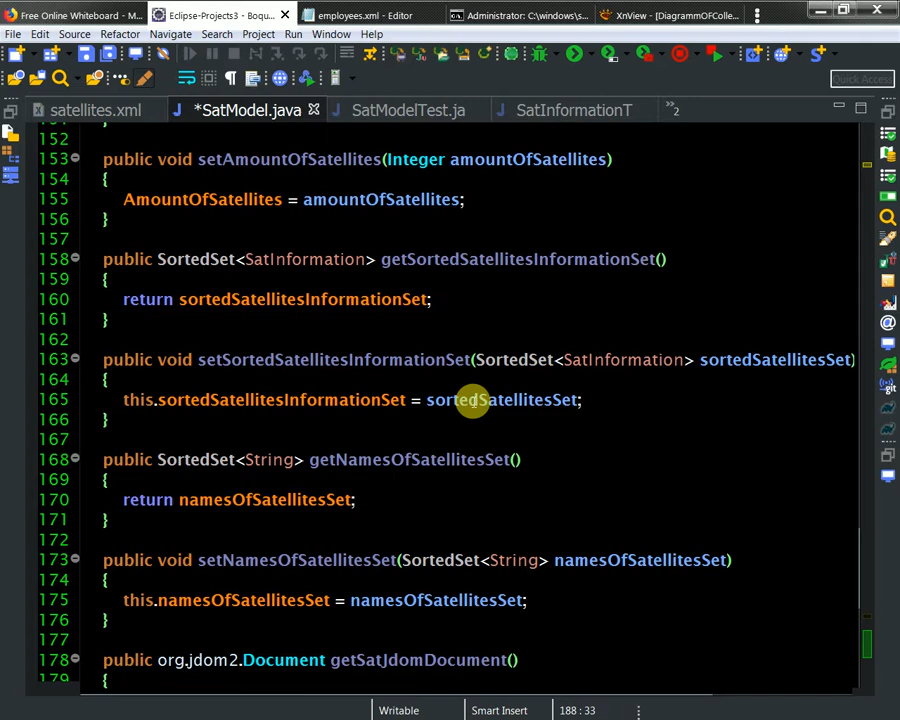 Free Online Whiteboard - M...
Eclipse-Projects3 - Boqu...
employees.xml - Editor
Administrator: C:\windows\s...
XnView - [DiagrammOFColle...
File Edit Source Refactor Navigate Search Project Run Window Help
Quick Access
satellites.xml
*SatModel.java
SatModelTest.ja
SatInformationT
»2
152
153 public void setAmountOfSatellites(Integer amountOfSatellites)
154 {
155 AmountOfSatellites = amountOfSatellites;
156 }
157
158 public SortedSet<SatInformation> getSortedSatellitesInformationSet()
159 {
160 return sortedSatellitesInformationSet;
161 }
162
163 public void setSortedSatellitesInformationSet(SortedSet<SatInformation> sortedSatellitesSet)
164 {
165 this.sortedSatellitesInformationSet = sortedSatellitesSet;
166 }
167
168 public SortedSet<String> getNamesOfSatellitesSet()
169 {
170 return namesOfSatellitesSet;
171 }
172
173 public void setNamesOfSatellitesSet(SortedSet<String> namesOfSatellitesSet)
174 {
175 this.namesOfSatellitesSet = namesOfSatellitesSet;
176 }
177
178 public org.jdom2.Document getSatJdomDocument()
179 {
Writable Smart Insert 188 : 33